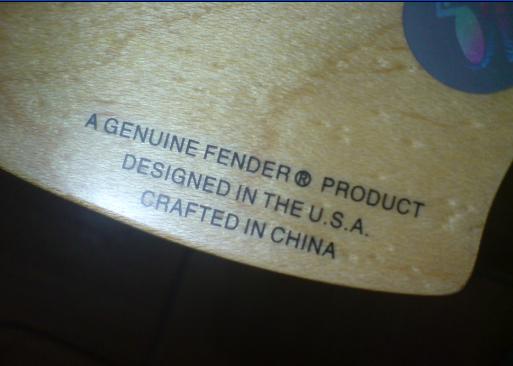 A GENUINE FENDER® PRODUCT
DESIGNED IN THE U.S.A.
CRAFTED IN CHINA